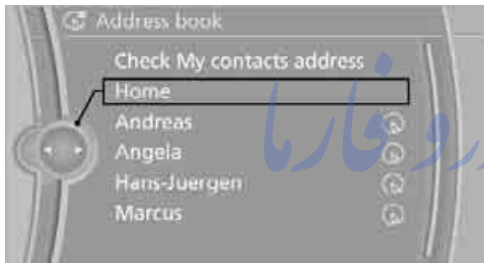 Address book
Check My contacts address
Home
Andreas
Angela
Hans-Juergen
Marcus